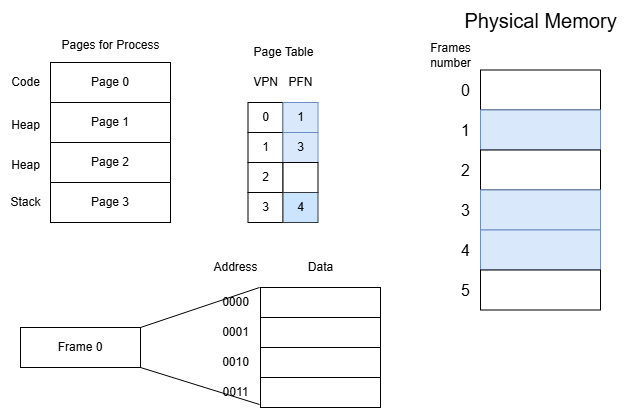 Physical Memory
Pages for Process
Page Table
Frames
number
VPN PFN
Code Page 0
Heap Page 1
Heap Page 2
Stack Page 3
0 1
1 3
2
3 4
0
1
2
3
4
5
Address Data
Frame 0
0000
0001
0010
0011